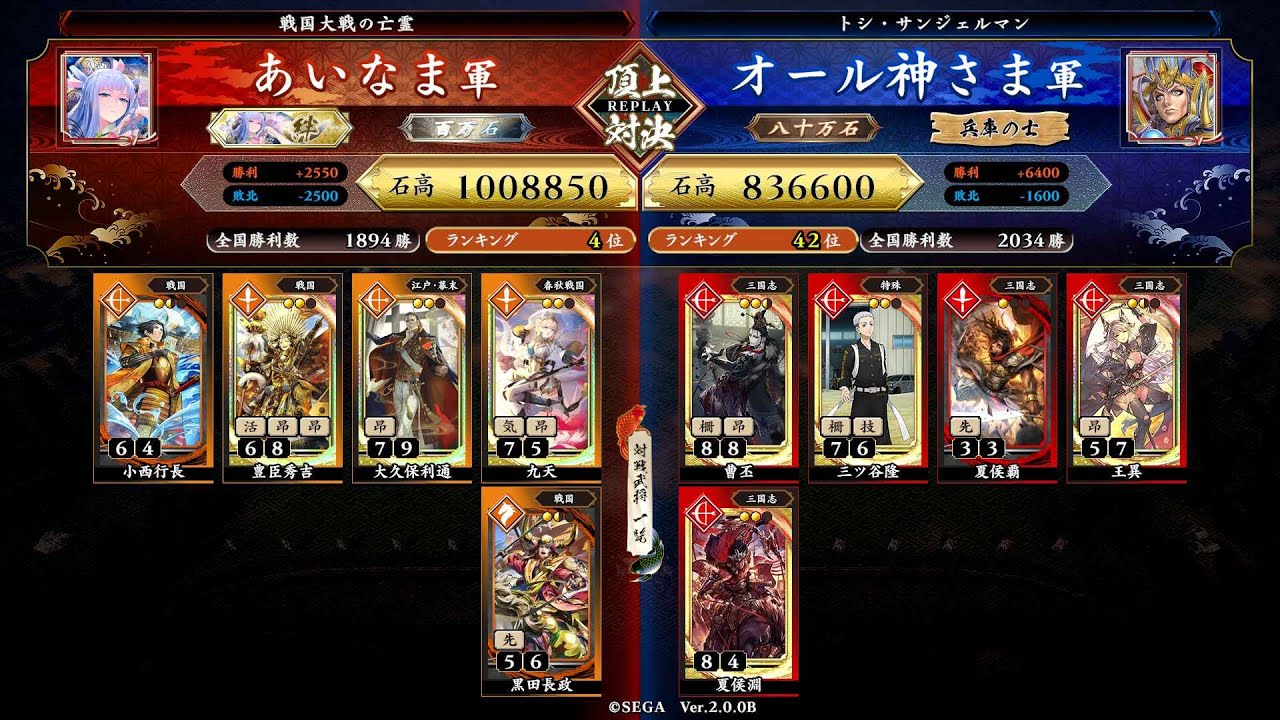 戦国大戦の亡霊
トシ・サンジェルマン
あいなま軍
頂上
REPLAY
対決
オール神さま軍
絆
百万石
八十万石
兵庫の士
勝利 +2550
敗北 -2500
石高 1008850
石高 836600
勝利 +6400
敗北 -1600
全国勝利数 1894勝
ランキング 4位
ランキング 42位
全国勝利数 2034勝
戦国
戦国
江戸・幕末
春秋戦国
三国志
特殊
三国志
三国志
活 昂 昂
昂
気 昂
柵 昂
柵 技
先
昂
6 4
6 8
7 9
7 5
8 8
7 6
3 3
5 7
小西行長
豊臣秀吉
大久保利通
九天
曹丕
三ツ谷隆
夏侯覇
王異
対戦武将一覧
戦国
三国志
先
5 6
8 4
黒田長政
夏侯淵
©SEGA Ver.2.0.0B